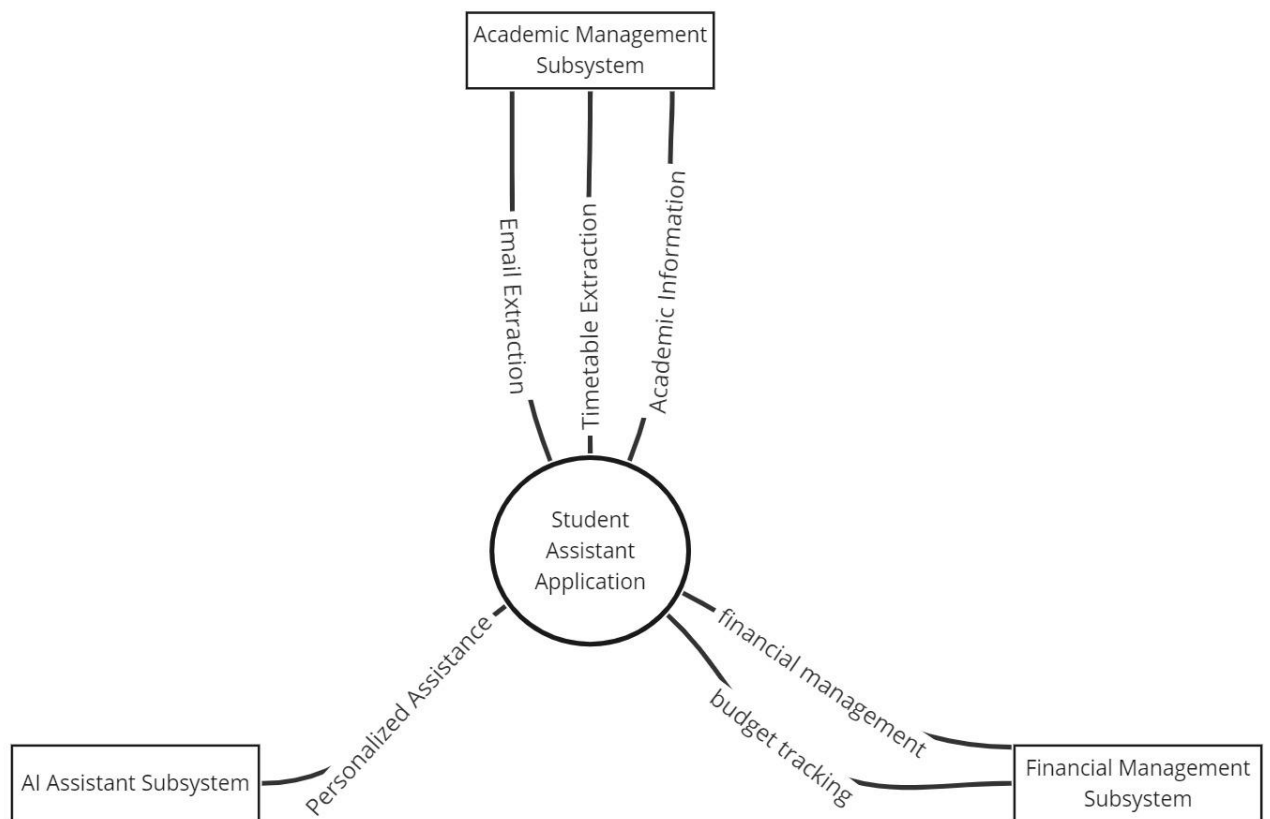 Academic Management
Subsystem
Email Extraction
Timetable Extraction
Academic Information
Student
Assistant
Application
Personalized Assistance
financial management
budget tracking
AI Assistant Subsystem
Financial Management
Subsystem